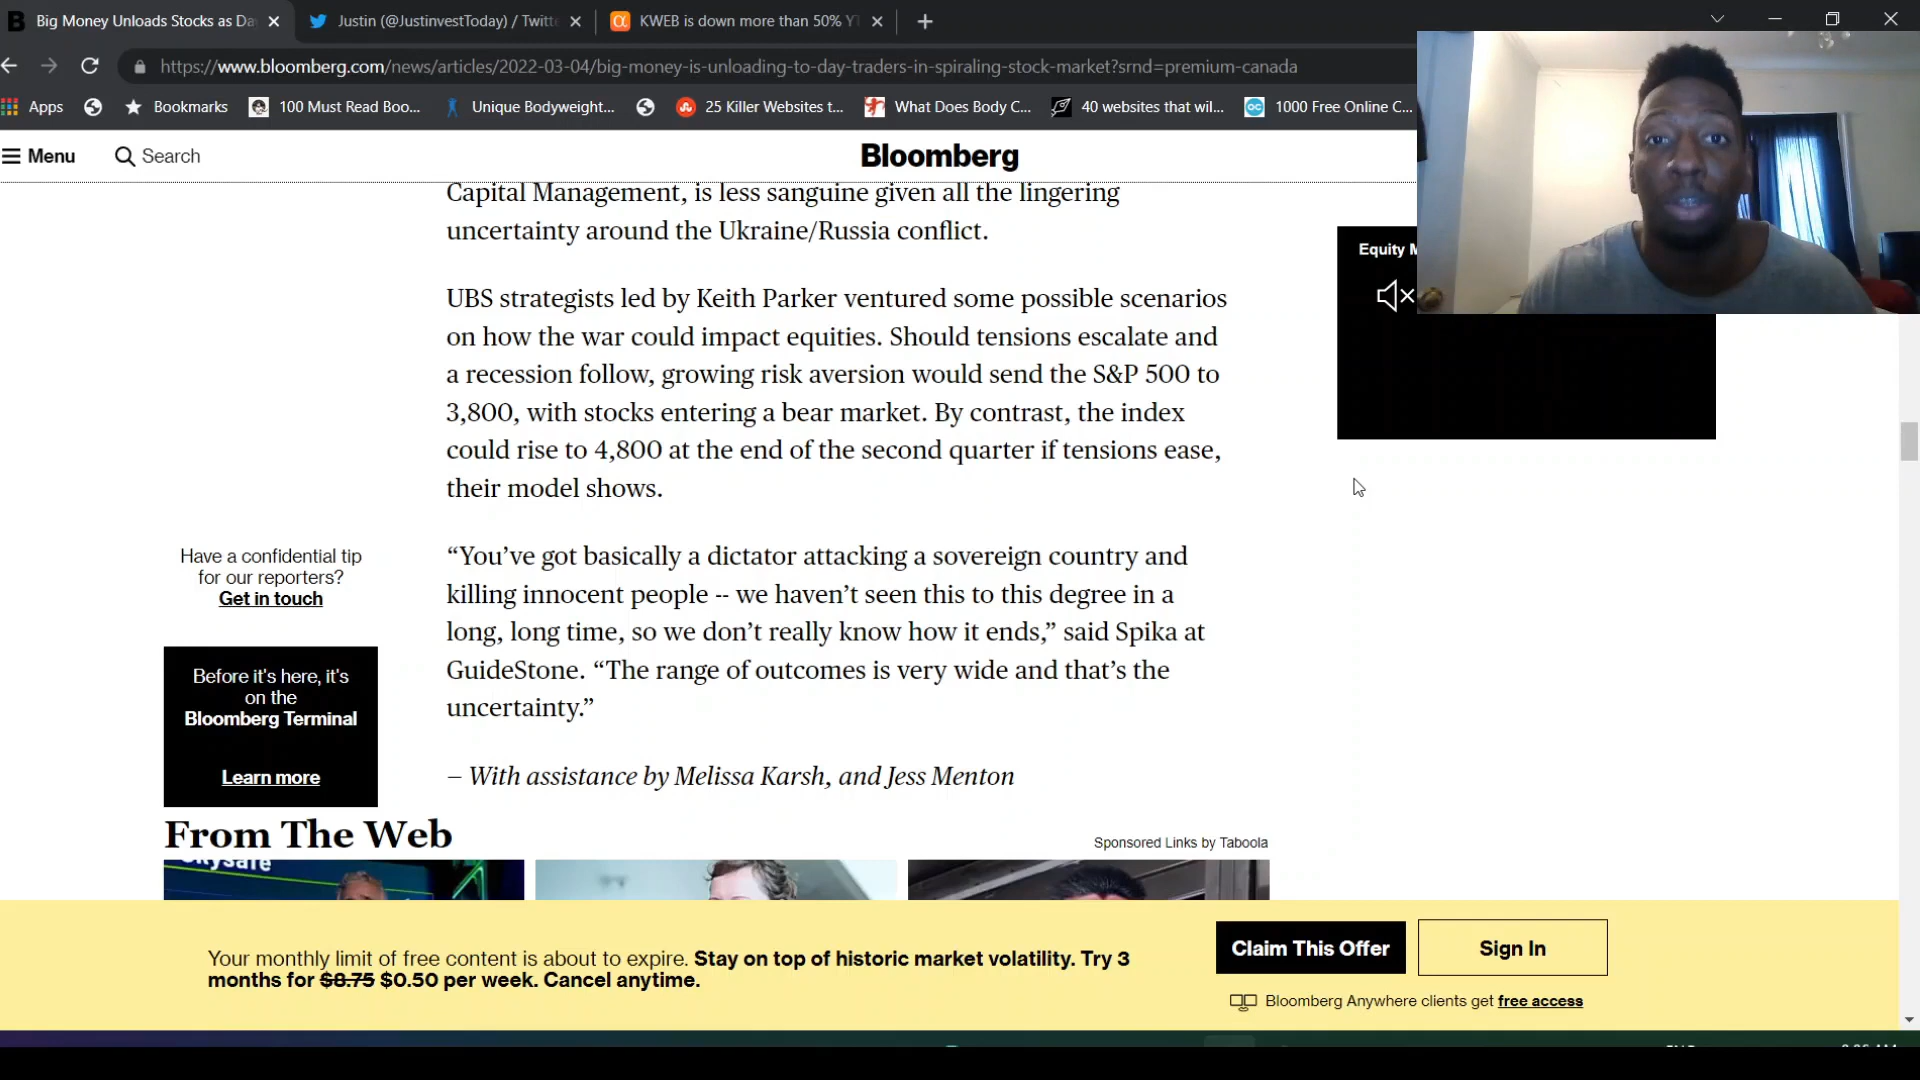 Big Money Unloads Stocks as Da
Justin (@JustinvestToday) / Twitt
KWEB is down more than 50% Y
https://www.bloomberg.com/news/articles/2022-03-04/big-money-is-unloading-to-day-traders-in-spiraling-stock-market?srnd=premium-canada
Apps
Bookmarks
100 Must Read Boo...
Unique Bodyweight...
25 Killer Websites t...
What Does Body C...
40 websites that wil...
1000 Free Online C...
Menu
Search
Bloomberg
Capital Management, is less sanguine given all the lingering
uncertainty around the Ukraine/Russia conflict.
Equity M
UBS strategists led by Keith Parker ventured some possible scenarios
on how the war could impact equities. Should tensions escalate and
a recession follow, growing risk aversion would send the S&P 500 to
3,800, with stocks entering a bear market. By contrast, the index
could rise to 4,800 at the end of the second quarter if tensions ease,
their model shows.
Have a confidential tip
for our reporters?
Get in touch
“You’ve got basically a dictator attacking a sovereign country and
killing innocent people -- we haven’t seen this to this degree in a
long, long time, so we don’t really know how it ends,” said Spika at
GuideStone. “The range of outcomes is very wide and that’s the
uncertainty.”
Before it's here, it's
on the
Bloomberg Terminal
Learn more
– With assistance by Melissa Karsh, and Jess Menton
From The Web
Sponsored Links by Taboola
Your monthly limit of free content is about to expire. Stay on top of historic market volatility. Try 3
months for $8.75 $0.50 per week. Cancel anytime.
Claim This Offer
Sign In
Bloomberg Anywhere clients get free access